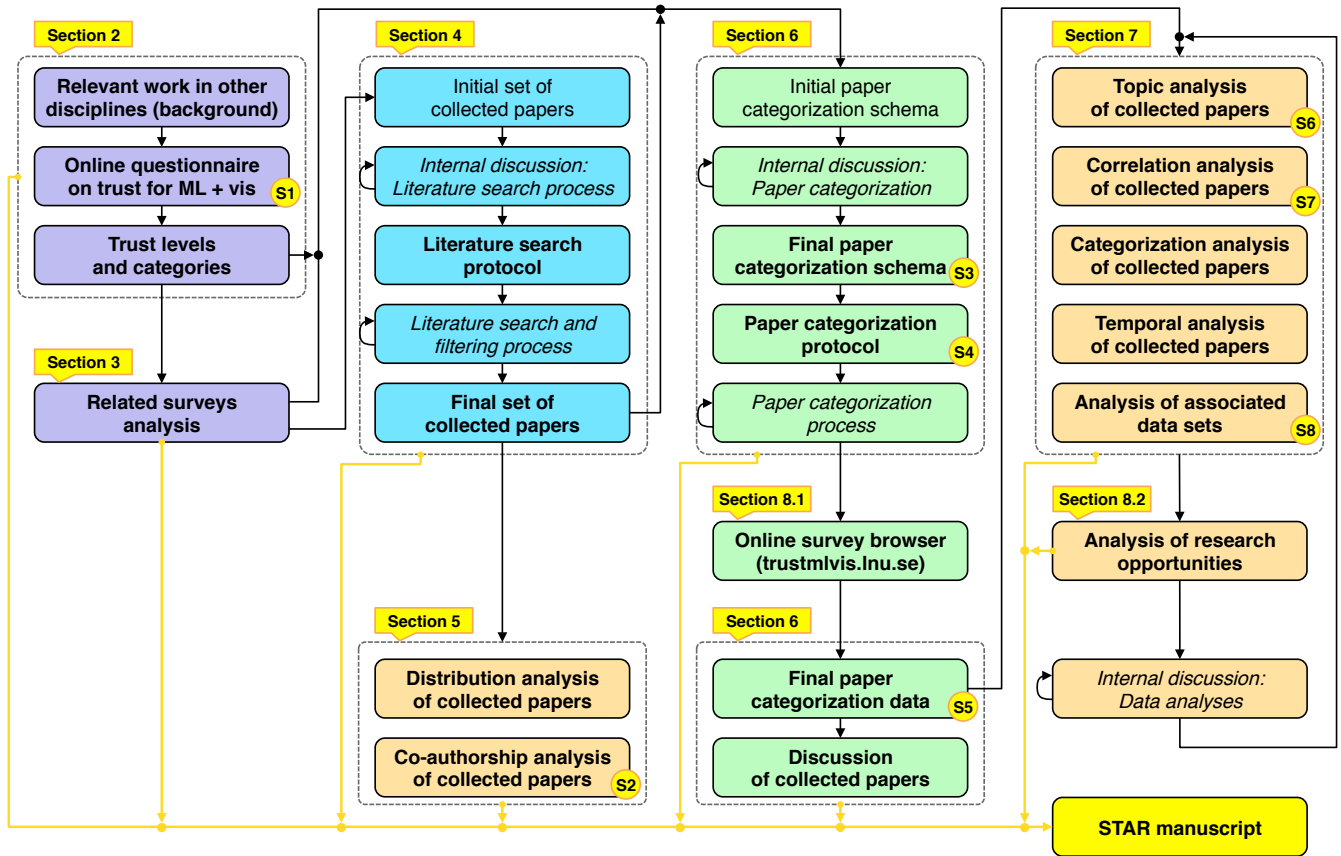 Section 2
Relevant work in other
disciplines (background)
Online questionnaire
on trust for ML + vis
S1
Trust levels
and categories
Section 3
Related surveys
analysis
Section 4
Initial set of
collected papers
Internal discussion:
Literature search process
Literature search
protocol
Literature search and
filtering process
Final set of
collected papers
Section 5
Distribution analysis
of collected papers
Co-authorship analysis
of collected papers
S2
Section 6
Initial paper
categorization schema
Internal discussion:
Paper categorization
Final paper
categorization schema
S3
Paper categorization
protocol
S4
Paper categorization
process
Section 8.1
Online survey browser
(trustmlvis.lnu.se)
Section 6
Final paper
categorization data
S5
Discussion
of collected papers
Section 7
Topic analysis
of collected papers
S6
Correlation analysis
of collected papers
S7
Categorization analysis
of collected papers
Temporal analysis
of collected papers
Analysis of associated
data sets
S8
Section 8.2
Analysis of research
opportunities
Internal discussion:
Data analyses
STAR manuscript